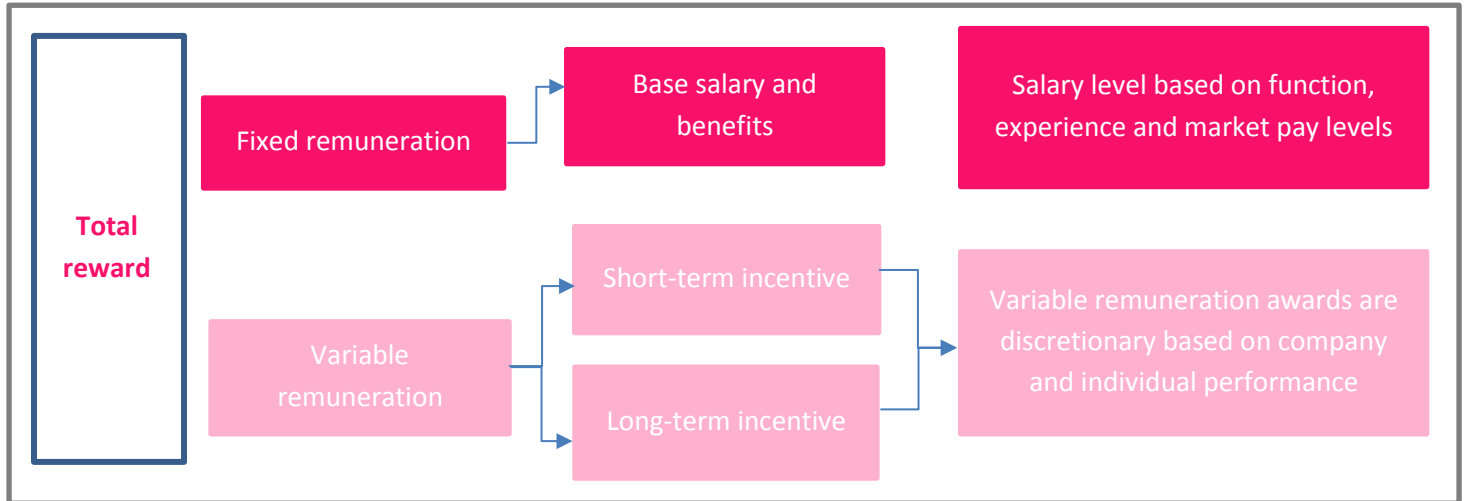 Total
reward
Fixed remuneration
Base salary and
benefits
Salary level based on function,
experience and market pay levels
Variable
remuneration
Short-term incentive
Long-term incentive
Variable remuneration awards are
discretionary based on company
and individual performance